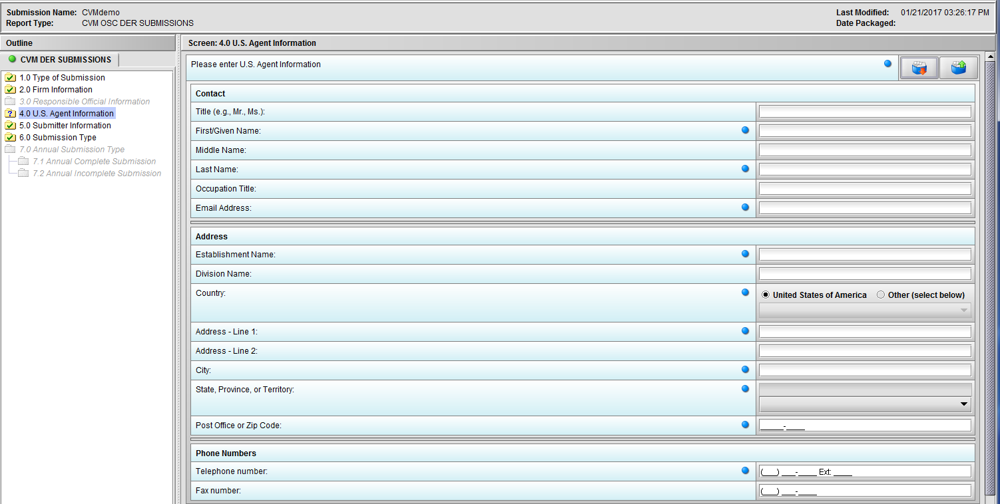 Submission Name: CVMdemo
Last Modified: 01/21/2017 03:26:17 PM
Report Type: CVM OSC DER SUBMISSIONS
Date Packaged:
Outline
CVM DER SUBMISSIONS
1.0 Type of Submission
2.0 Firm Information
3.0 Responsible Official Information
4.0 U.S. Agent Information
5.0 Submitter Information
6.0 Submission Type
7.0 Annual Submission Type
7.1 Annual Complete Submission
7.2 Annual Incomplete Submission
Screen: 4.0 U.S. Agent Information
Please enter U.S. Agent Information
Contact
Title (e.g., Mr., Ms.):
First/Given Name:
Middle Name:
Last Name:
Occupation Title:
Email Address:
Address
Establishment Name:
Division Name:
Country:
United States of America Other (select below)
Address - Line 1:
Address - Line 2:
City:
State, Province, or Territory:
Post Office or Zip Code:
_____-____
Phone Numbers
Telephone number:
(___) ___-____ Ext: ____
Fax number:
(___) ___-____